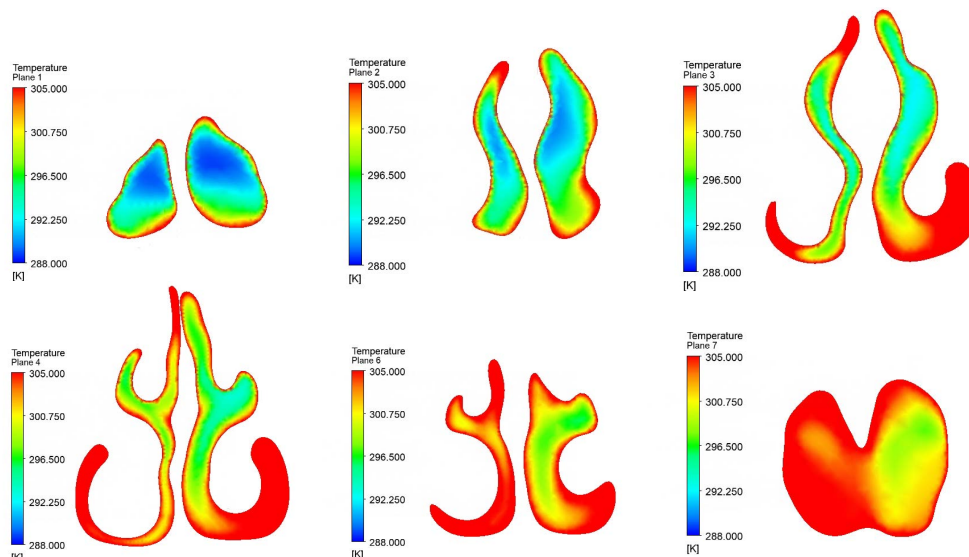 Temperature
Plane 1
305.000
300.750
296.500
292.250
288.000
[K]
Temperature
Plane 2
305.000
300.750
296.500
292.250
288.000
[K]
Temperature
Plane 3
305.000
300.750
296.500
292.250
288.000
[K]
Temperature
Plane 4
305.000
300.750
296.500
292.250
288.000
[K]
Temperature
Plane 6
305.000
300.750
296.500
292.250
288.000
[K]
Temperature
Plane 7
305.000
300.750
296.500
292.250
288.000
[K]